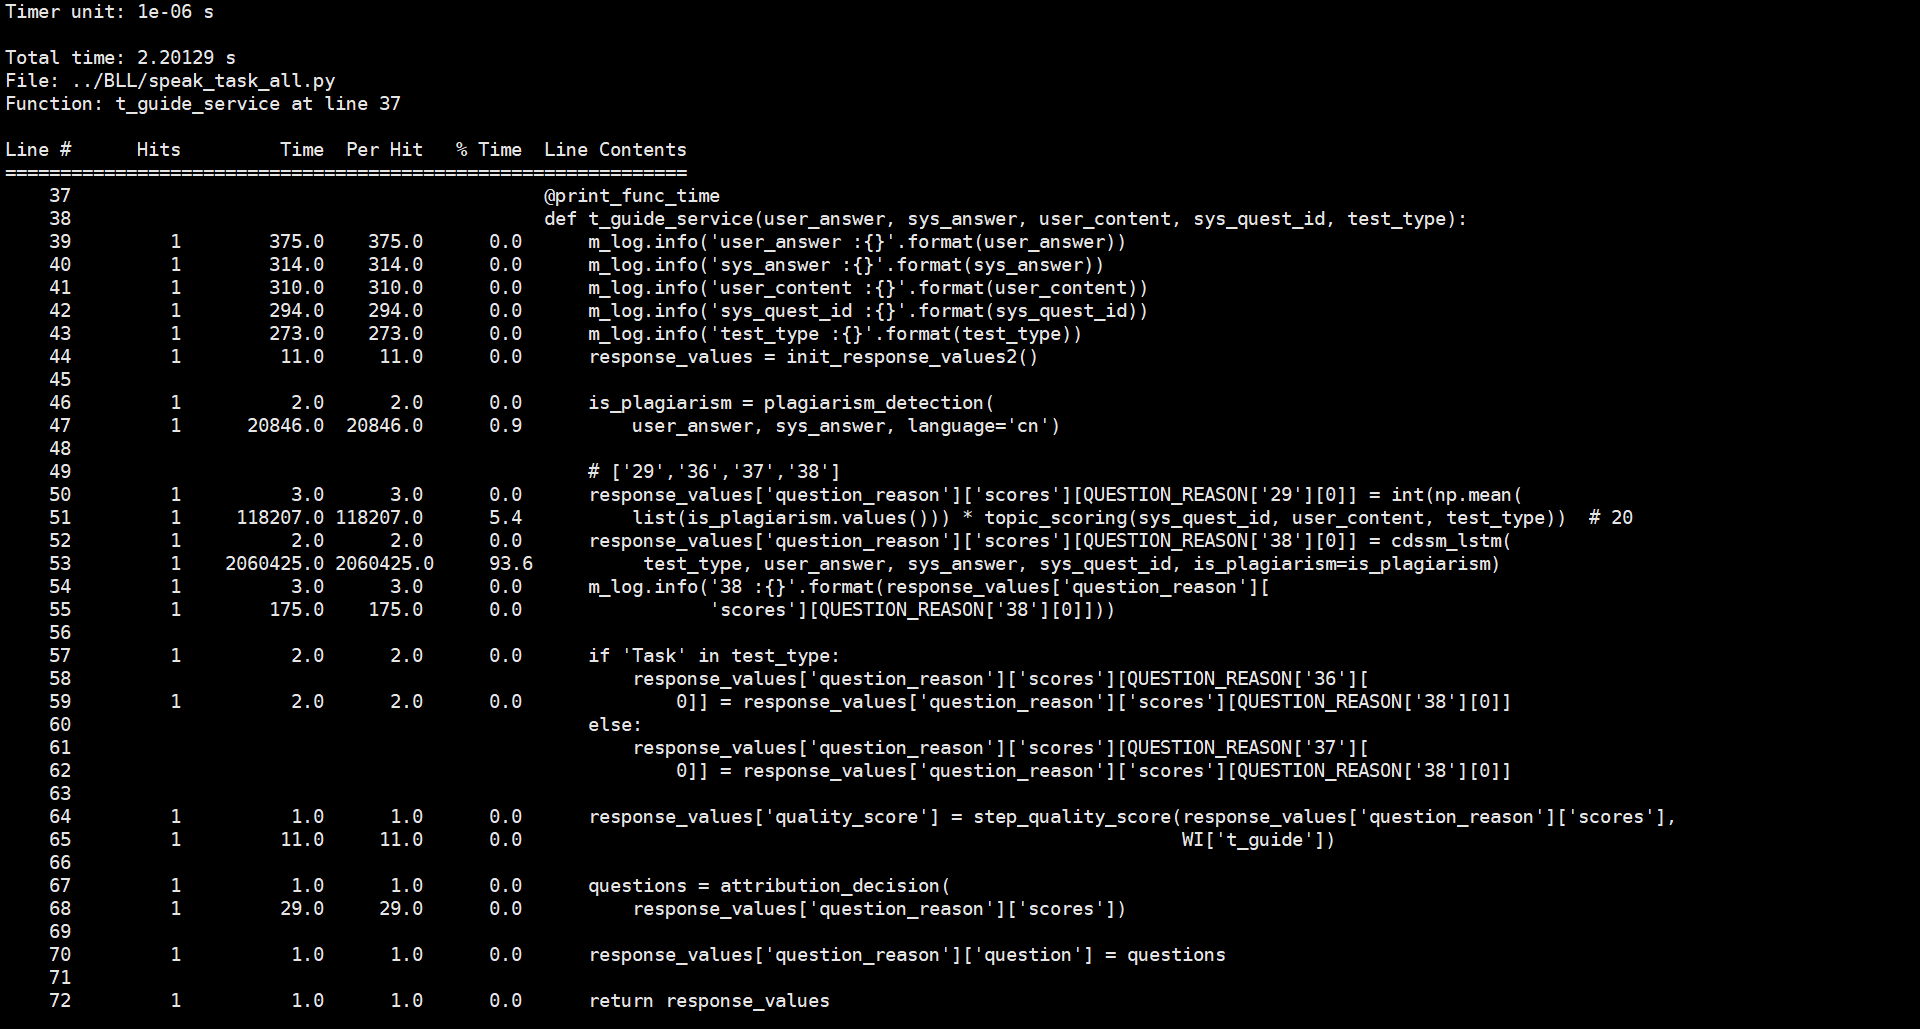 Timer unit: 1e-06 s
Total time: 2.20129 s
File: ../BLL/speak_task_all.py
Function: t_guide_service at line 37
Line #      Hits         Time  Per Hit   % Time  Line Contents
==============================================================
    37                                           @print_func_time
    38                                           def t_guide_service(user_answer, sys_answer, user_content, sys_quest_id, test_type):
    39         1        375.0    375.0      0.0      m_log.info('user_answer :{}'.format(user_answer))
    40         1        314.0    314.0      0.0      m_log.info('sys_answer :{}'.format(sys_answer))
    41         1        310.0    310.0      0.0      m_log.info('user_content :{}'.format(user_content))
    42         1        294.0    294.0      0.0      m_log.info('sys_quest_id :{}'.format(sys_quest_id))
    43         1        273.0    273.0      0.0      m_log.info('test_type :{}'.format(test_type))
    44         1         11.0     11.0      0.0      response_values = init_response_values2()
    45
    46         1          2.0      2.0      0.0      is_plagiarism = plagiarism_detection(
    47         1      20846.0  20846.0      0.9          user_answer, sys_answer, language='cn')
    48
    49                                               # ['29','36','37','38']
    50         1          3.0      3.0      0.0      response_values['question_reason']['scores'][QUESTION_REASON['29'][0]] = int(np.mean(
    51         1     118207.0 118207.0      5.4          list(is_plagiarism.values())) * topic_scoring(sys_quest_id, user_content, test_type))  # 20
    52         1          2.0      2.0      0.0      response_values['question_reason']['scores'][QUESTION_REASON['38'][0]] = cdssm_lstm(
    53         1    2060425.0 2060425.0     93.6          test_type, user_answer, sys_answer, sys_quest_id, is_plagiarism=is_plagiarism)
    54         1          3.0      3.0      0.0      m_log.info('38 :{}'.format(response_values['question_reason'][
    55         1        175.0    175.0      0.0                 'scores'][QUESTION_REASON['38'][0]]))
    56
    57         1          2.0      2.0      0.0      if 'Task' in test_type:
    58                                                   response_values['question_reason']['scores'][QUESTION_REASON['36'][
    59         1          2.0      2.0      0.0              0]] = response_values['question_reason']['scores'][QUESTION_REASON['38'][0]]
    60                                               else:
    61                                                   response_values['question_reason']['scores'][QUESTION_REASON['37'][
    62                                                       0]] = response_values['question_reason']['scores'][QUESTION_REASON['38'][0]]
    63
    64         1          1.0      1.0      0.0      response_values['quality_score'] = step_quality_score(response_values['question_reason']['scores'],
    65         1         11.0     11.0      0.0                                                            WI['t_guide'])
    66
    67         1          1.0      1.0      0.0      questions = attribution_decision(
    68         1         29.0     29.0      0.0          response_values['question_reason']['scores'])
    69
    70         1          1.0      1.0      0.0      response_values['question_reason']['question'] = questions
    71
    72         1          1.0      1.0      0.0      return response_values